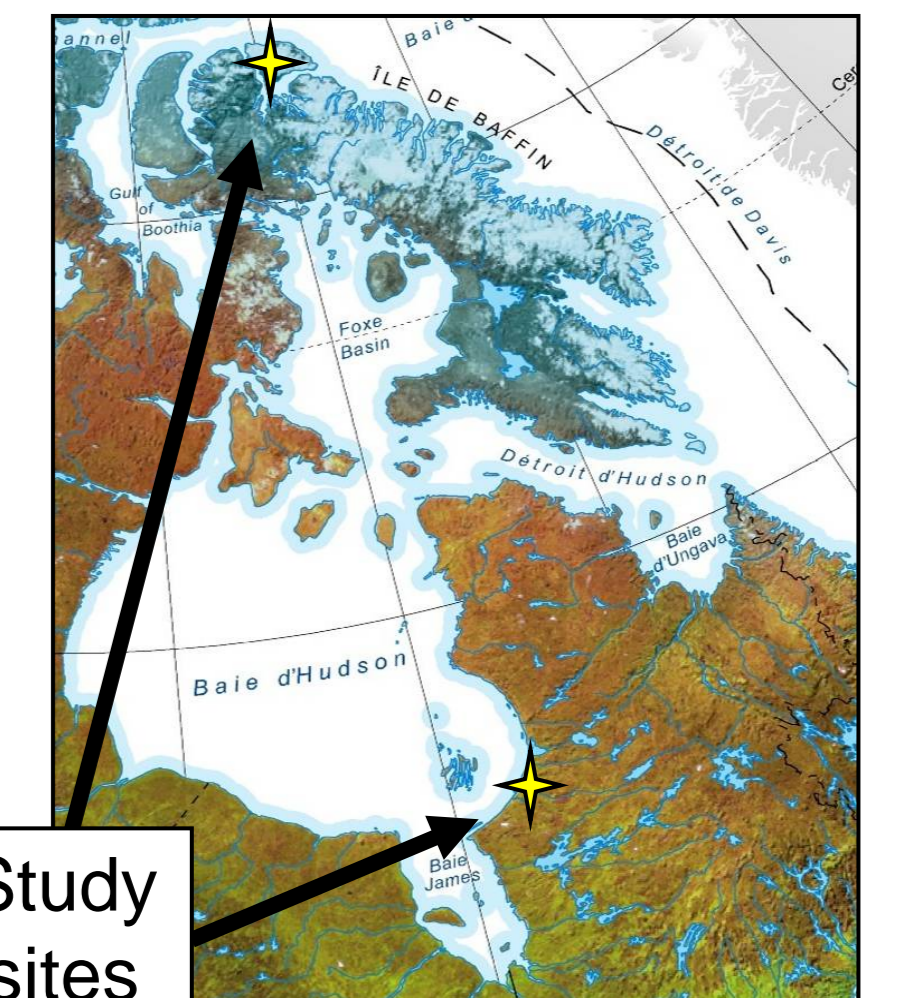 annel
Baie
Cer
ÎLE DE BAFFIN
Détroit de Davis
Gulf
of
Boothia
Foxe
Basin
Détroit d'Hudson
Baie
d'Ungava
Baie d'Hudson
Baie
James
Study
sites